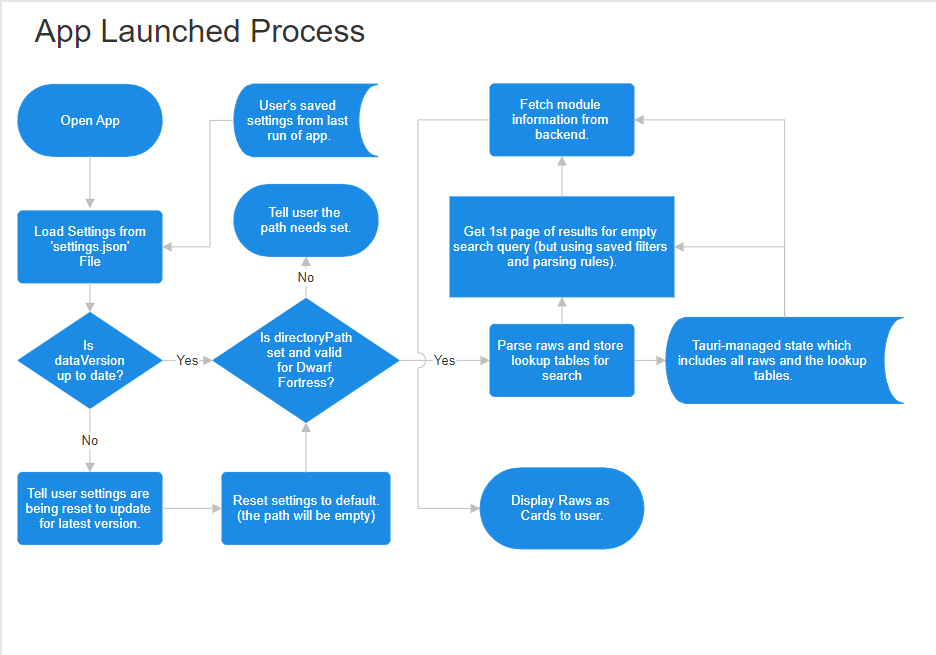 App Launched Process
Open App
User's saved
settings from last
run of app.
Fetch module
information from
backend.
Tell user the
path needs set.
Load Settings from
'settings.json'
File
Get 1st page of results for empty
search query (but using saved filters
and parsing rules).
No
Is
dataVersion
up to date?
Yes
Is directoryPath
set and valid
for Dwarf
Fortress?
Yes
Parse raws and store
lookup tables for
search
Tauri-managed state which
includes all raws and the lookup
tables.
No
Tell user settings are
being reset to update
for latest version.
Reset settings to default.
(the path will be empty)
Display Raws as
Cards to user.